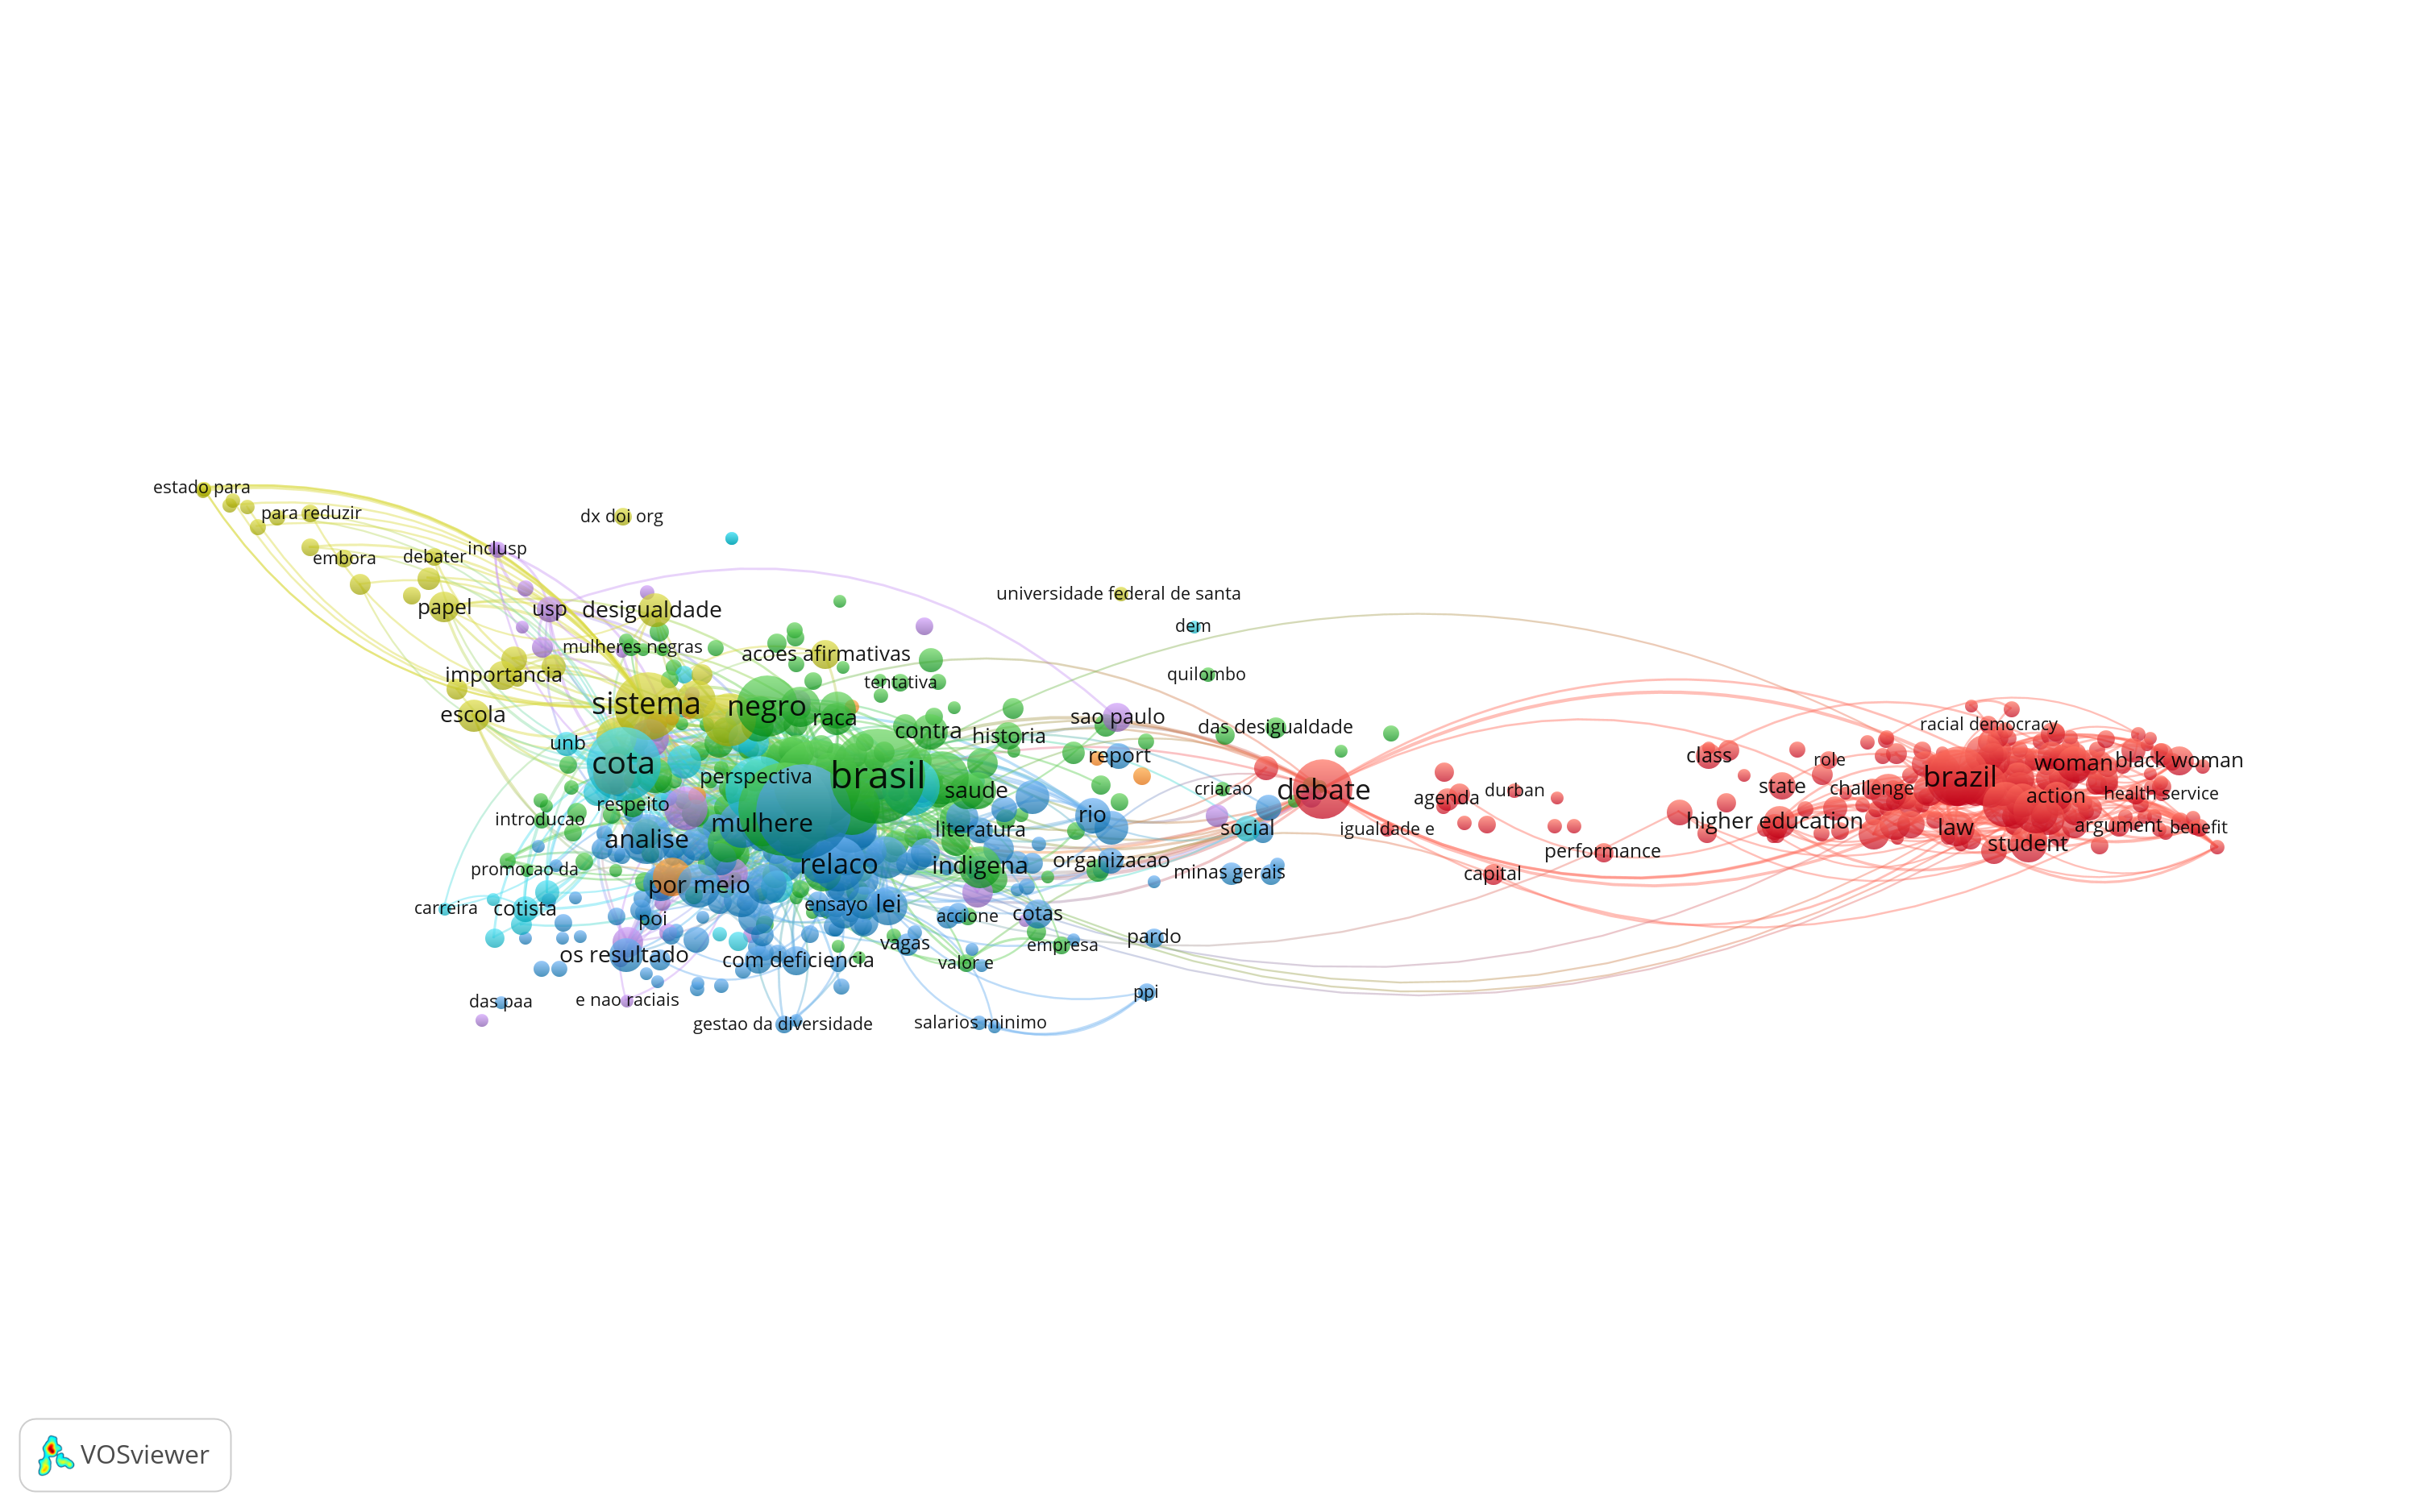 estado para
para reduzir
dx doi org
embora
debater
inclusp
papel
usp
desigualdade
universidade federal de santa
dem
mulheres negras
acoes afirmativas
importancia
tentativa
quilombo
sistema
negro
escola
raca
sao paulo
contra
historia
das desigualdade
racial democracy
unb
report
class
role
woman
black woman
cota
perspectiva
brasil
brazil
saude
criacao
debate
agenda
durban
state
challenge
action
health service
respeito
introducao
mulhere
literatura
rio
social
igualdade e
higher education
law
argument
benefit
analise
relaco
indigena
organizacao
performance
student
promocao da
por meio
minas gerais
capital
carreira
cotista
poi
ensayo
lei
accione
cotas
os resultado
com deficiencia
vagas
empresa
pardo
valor e
das paa
e nao raciais
ppi
gestao da diversidade
salarios minimo
VOSviewer